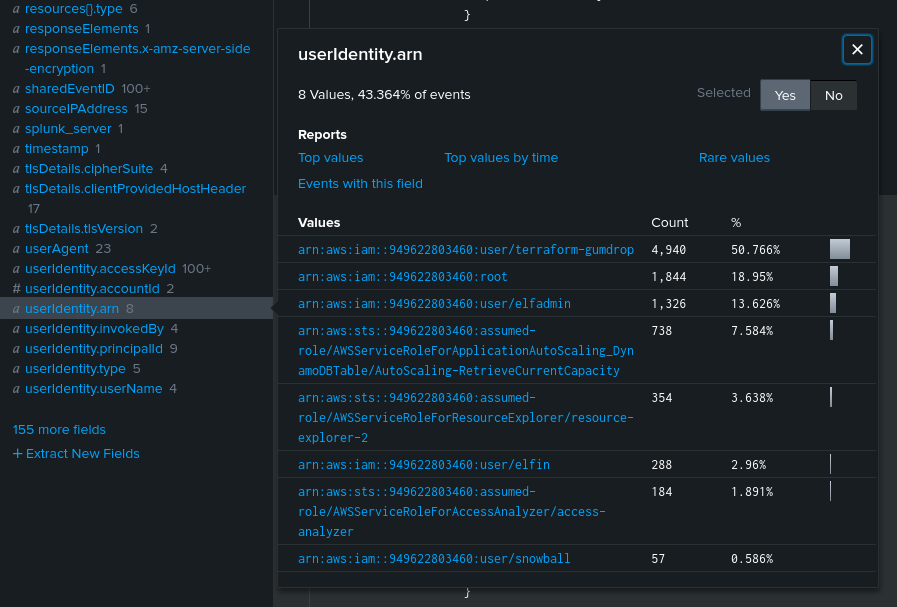 a resources{}.type 6
a responseElements 1
a responseElements.x-amz-server-side
-encryption 1
a sharedEventID 100+
a sourceIPAddress 15
a splunk_server 1
a timestamp 1
a tlsDetails.cipherSuite 4
a tlsDetails.clientProvidedHostHeader
17
a tlsDetails.tlsVersion 2
a userAgent 23
a userIdentity.accessKeyId 100+
# userIdentity.accountId 2
a userIdentity.arn 8
a userIdentity.invokedBy 4
a userIdentity.principalId 9
a userIdentity.type 5
a userIdentity.userName 4
155 more fields
+ Extract New Fields
}
userIdentity.arn
×
8 Values, 43.364% of events
Selected Yes No
Reports
Top values Top values by time Rare values
Events with this field
Values Count %
arn:aws:iam::949622803460:user/terraform-gumdrop 4,940 50.766%
arn:aws:iam::949622803460:root 1,844 18.95%
arn:aws:iam::949622803460:user/elfadmin 1,326 13.626%
arn:aws:sts::949622803460:assumed- 738 7.584%
role/AWSServiceRoleForApplicationAutoScaling_Dyn
amoDBTable/AutoScaling-RetrieveCurrentCapacity
arn:aws:sts::949622803460:assumed- 354 3.638%
role/AWSServiceRoleForResourceExplorer/resource-
explorer-2
arn:aws:iam::949622803460:user/elfin 288 2.96%
arn:aws:sts::949622803460:assumed- 184 1.891%
role/AWSServiceRoleForAccessAnalyzer/access-
analyzer
arn:aws:iam::949622803460:user/snowball 57 0.586%
}